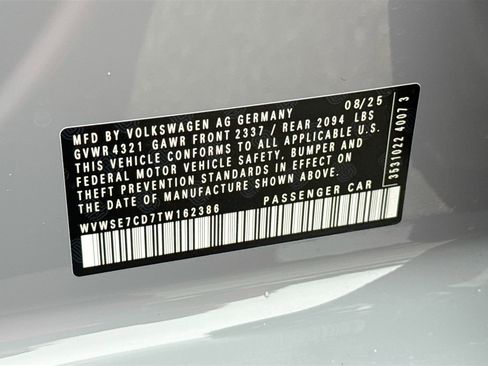 MFD BY VOLKSWAGEN AG GERMANY 08/25
GVWR 4321 GAWR FRONT 2337 / REAR 2094 LBS
THIS VEHICLE CONFORMS TO ALL APPLICABLE U.S.
FEDERAL MOTOR VEHICLE SAFETY, BUMPER AND
THEFT PREVENTION STANDARDS IN EFFECT ON
THE DATE OF MANUFACTURE SHOWN ABOVE.
WVWSE7CD7TW162386 PASSENGER CAR
3531022 4007 3